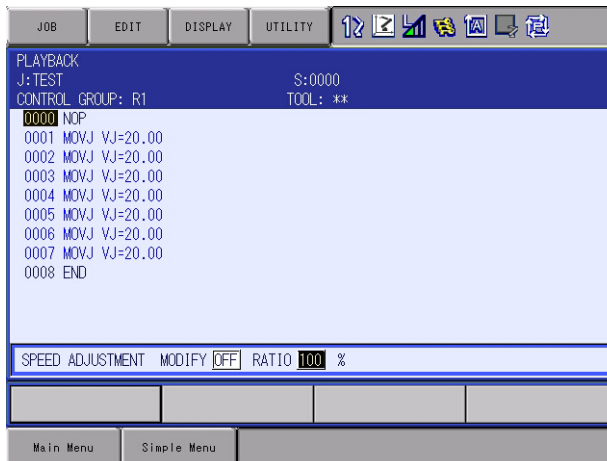 JOB EDIT DISPLAY UTILITY
PLAYBACK
J:TEST S:0000
CONTROL GROUP: R1 TOOL: **
0000 NOP
0001 MOVJ VJ=20.00
0002 MOVJ VJ=20.00
0003 MOVJ VJ=20.00
0004 MOVJ VJ=20.00
0005 MOVJ VJ=20.00
0006 MOVJ VJ=20.00
0007 MOVJ VJ=20.00
0008 END
SPEED ADJUSTMENT MODIFY OFF RATIO 100 %
Main Menu Simple Menu